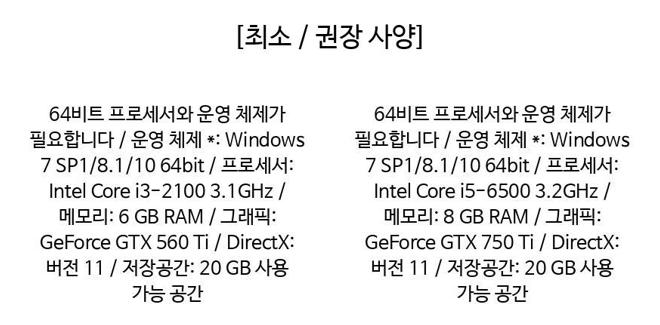 [최소 / 권장 사양]
64비트 프로세서와 운영 체제가
필요합니다 / 운영 체제 *: Windows
7 SP1/8.1/10 64bit / 프로세서:
Intel Core i3-2100 3.1GHz /
메모리: 6 GB RAM / 그래픽:
GeForce GTX 560 Ti / DirectX:
버전 11 / 저장공간: 20 GB 사용
가능 공간
64비트 프로세서와 운영 체제가
필요합니다 / 운영 체제 *: Windows
7 SP1/8.1/10 64bit / 프로세서:
Intel Core i5-6500 3.2GHz /
메모리: 8 GB RAM / 그래픽:
GeForce GTX 750 Ti / DirectX:
버전 11 / 저장공간: 20 GB 사용
가능 공간